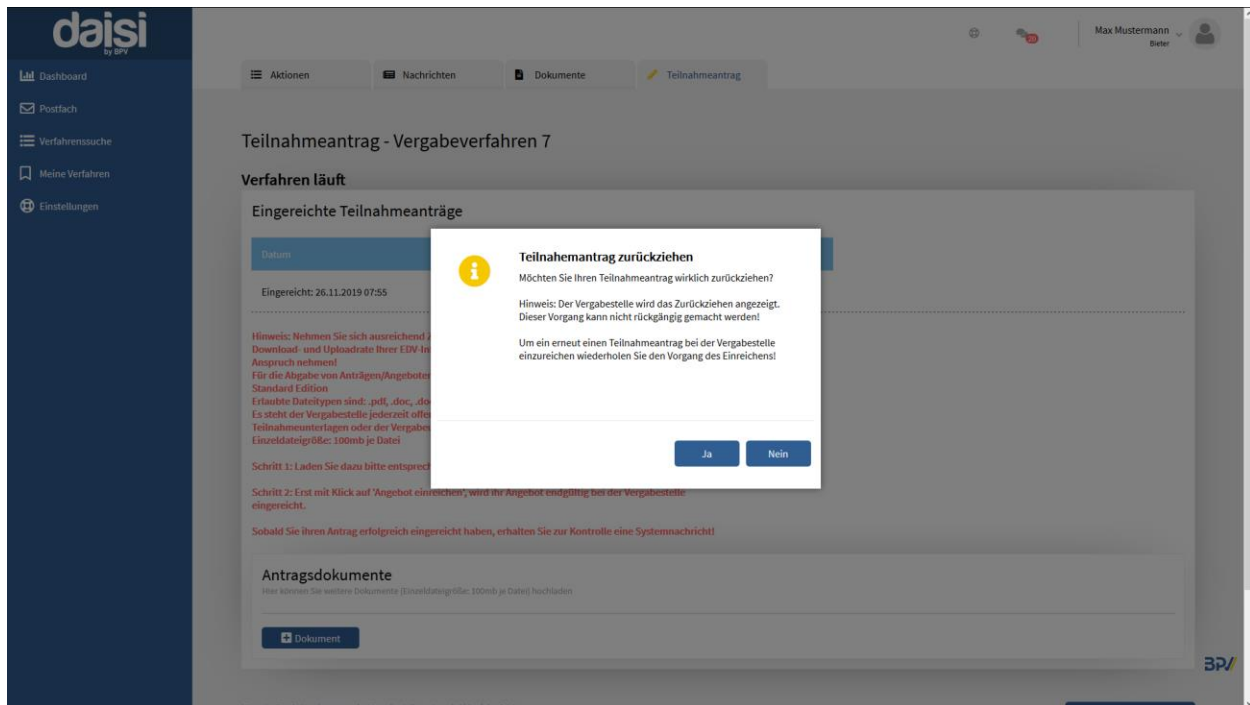 daisi
by BPV
Max Mustermann
Bieter
Dashboard
Postfach
Verfahrenssuche
Meine Verfahren
Einstellungen
Aktionen
Nachrichten
Dokumente
Teilnahmeantrag
Teilnahmeantrag - Vergabeverfahren 7
Verfahren läuft
Eingereichte Teilnahmeanträge
Datum
Eingereicht: 26.11.2019 07:55
Teilnahemantrag zurückziehen
Möchten Sie Ihren Teilnahmeantrag wirklich zurückziehen?
Hinweis: Der Vergabestelle wird das Zurückziehen angezeigt.
Dieser Vorgang kann nicht rückgängig gemacht werden!
Um ein erneut einen Teilnahmeantrag bei der Vergabestelle
einzureichen wiederholen Sie den Vorgang des Einreichens!
Ja
Nein
Hinweis: Nehmen Sie sich ausreichend
Download- und Uploadrate Ihrer EDV-
Anspruch nehmen!
Für die Abgabe von Anträgen/
Standard Edition
Erlaubte Dateitypen sind: .pdf, .doc,
Es steht der Vergabestelle jederzeit
Teilnahmeunterlagen oder der
Einzeldateigröße: 100mb je Datei
Schritt 1: Laden Sie dazu bitte
Schritt 2: Erst mit Klick auf 'Angebot einreichen', wird ihr Angebot endgültig bei der Vergabestelle
eingereicht.
Sobald Sie ihren Antrag erfolgreich eingereicht haben, erhalten Sie zur Kontrolle eine Systemnachricht!
Antragsdokumente
Hier können Sie weitere Dokumente (Einzeldateigröße: 100mb je Datei) hochladen
Dokument
BPV